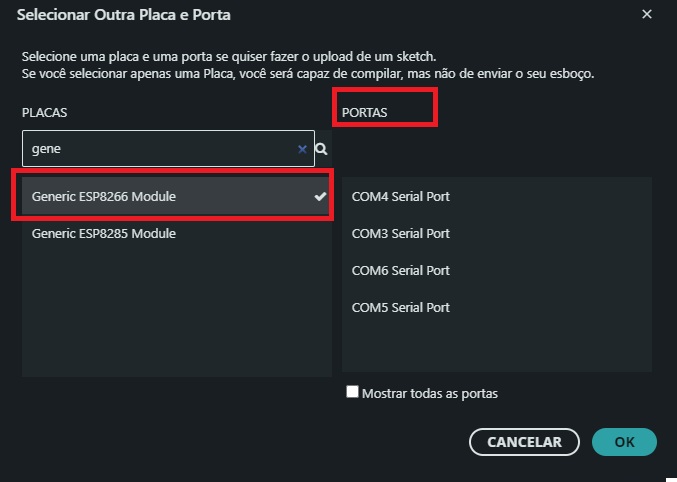 Selecionar Outra Placa e Porta
Selecione uma placa e uma porta se quiser fazer o upload de um sketch.
Se você selecionar apenas uma Placa, você será capaz de compilar, mas não de enviar o seu esboço.
PLACAS
PORTAS
gene
Generic ESP8266 Module
Generic ESP8285 Module
COM4 Serial Port
COM3 Serial Port
COM6 Serial Port
COM5 Serial Port
Mostrar todas as portas
CANCELAR
OK